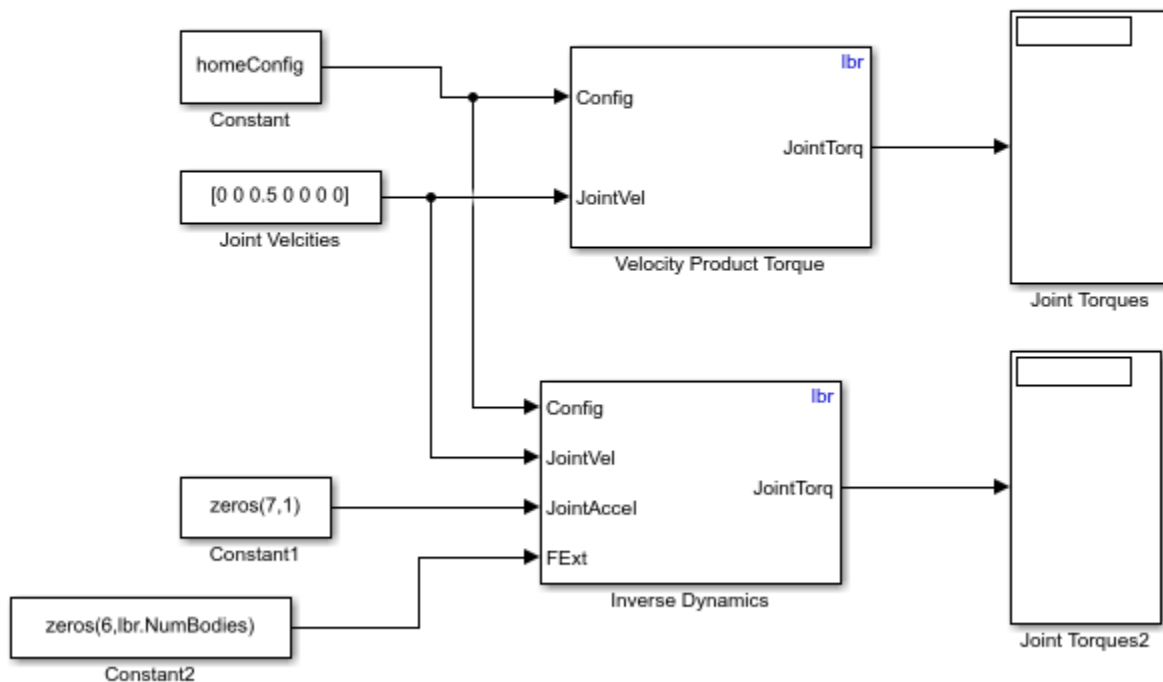 homeConfig
Constant
[0 0 0.5 0 0 0 0]
Joint Velcities
lbr
Config
JointTorq
JointVel
Velocity Product Torque
Joint Torques
lbr
Config
JointVel
JointTorq
JointAccel
FExt
Inverse Dynamics
Joint Torques2
zeros(7,1)
Constant1
zeros(6,lbr.NumBodies)
Constant2